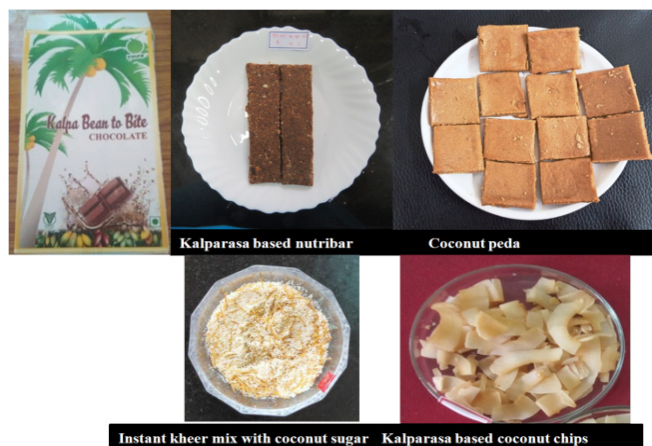 Kalpa Bean to Bite
CHOCOLATE
Kalparasa based nutribar
Coconut peda
Instant kheer mix with coconut sugar
Kalparasa based coconut chips